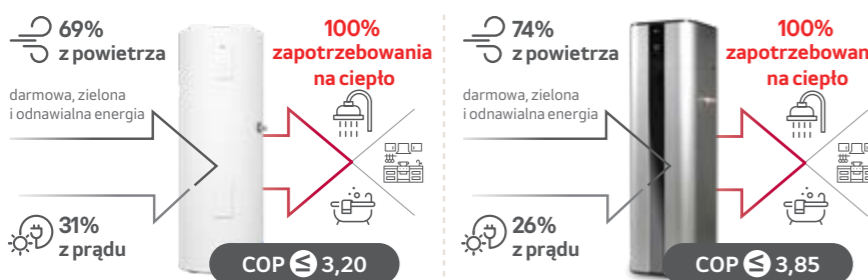 69%
z powietrza
100%
zapotrzebowania
na ciepło
darmowa, zielona
i odnawialna energia
31%
z prądu
COP ≤ 3,20
74%
z powietrza
100%
zapotrzebowan
na ciepło
darmowa, zielona
i odnawialna energia
26%
z prądu
COP ≤ 3,85